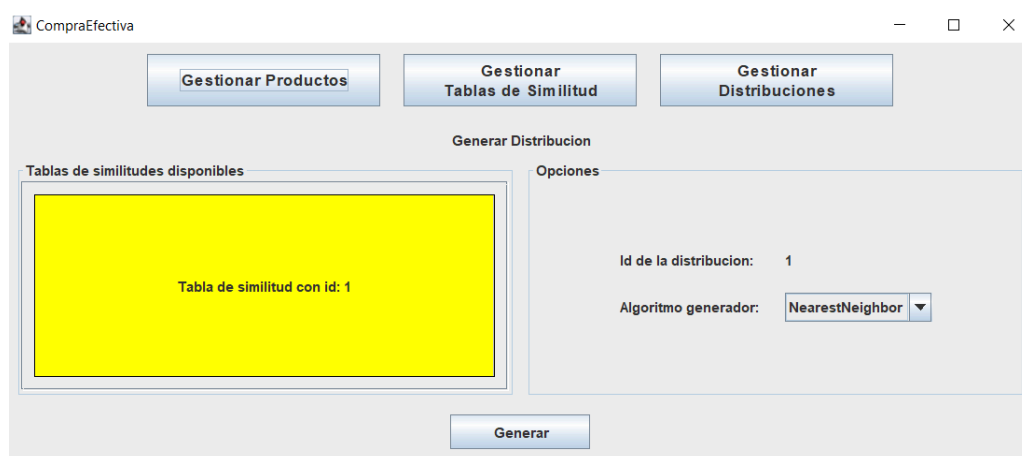 CompraEfectiva
Gestionar Productos
Gestionar
Tablas de Similitud
Gestionar
Distribuciones
Generar Distribucion
Tablas de similitudes disponibles
Tabla de similitud con id: 1
Opciones
Id de la distribucion: 1
Algoritmo generador: NearestNeighbor
Generar